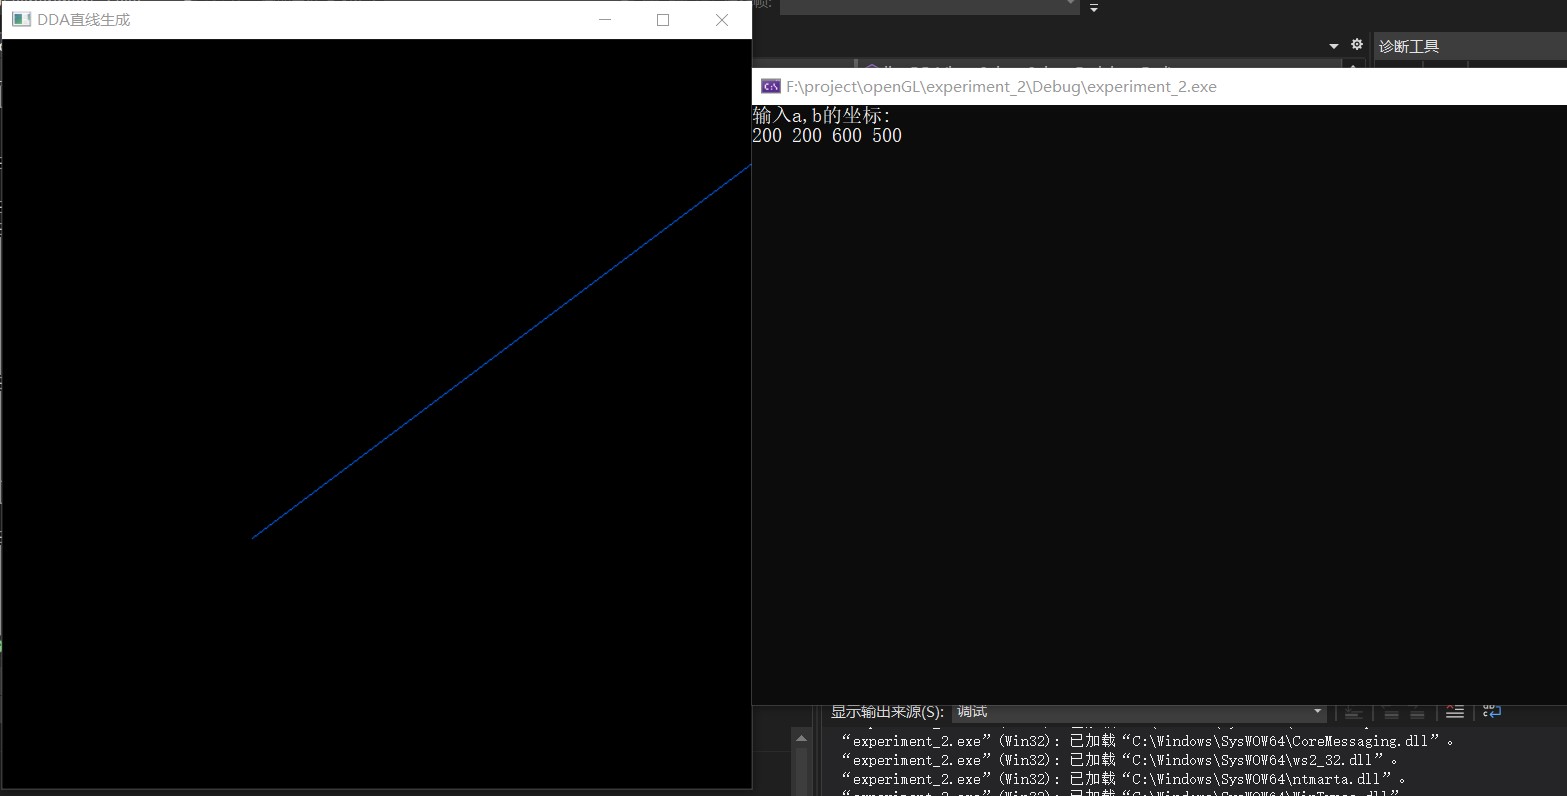 DDA直线生成
诊断工具
F:\project\openGL\experiment_2\Debug\experiment_2.exe
输入a,b的坐标:
200 200 600 500
显示输出来源(S): 调试
“experiment_2.exe”(Win32): 已加载“C:\Windows\SysWOW64\CoreMessaging.dll”。
“experiment_2.exe”(Win32): 已加载“C:\Windows\SysWOW64\ws2_32.dll”。
“experiment_2.exe”(Win32): 已加载“C:\Windows\SysWOW64\ntmarta.dll”。